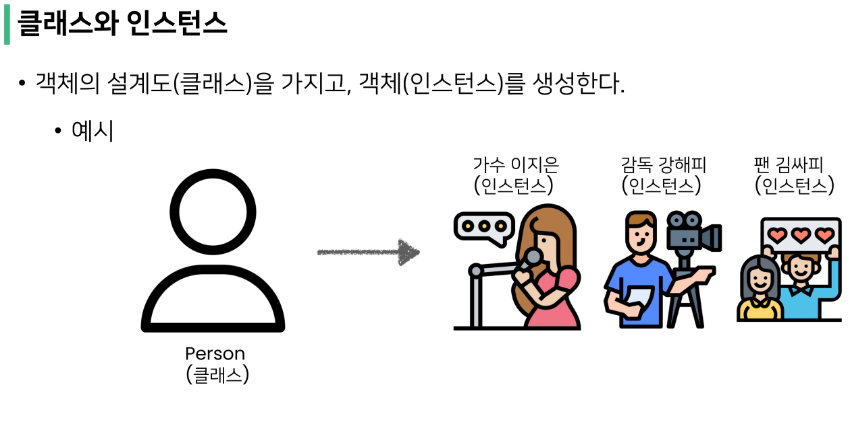 클래스와 인스턴스
• 객체의 설계도(클래스)을 가지고, 객체(인스턴스)를 생성한다.
• 예시
가수 이지은
(인스턴스)
감독 강해피
(인스턴스)
팬 김싸피
(인스턴스)
Person
(클래스)